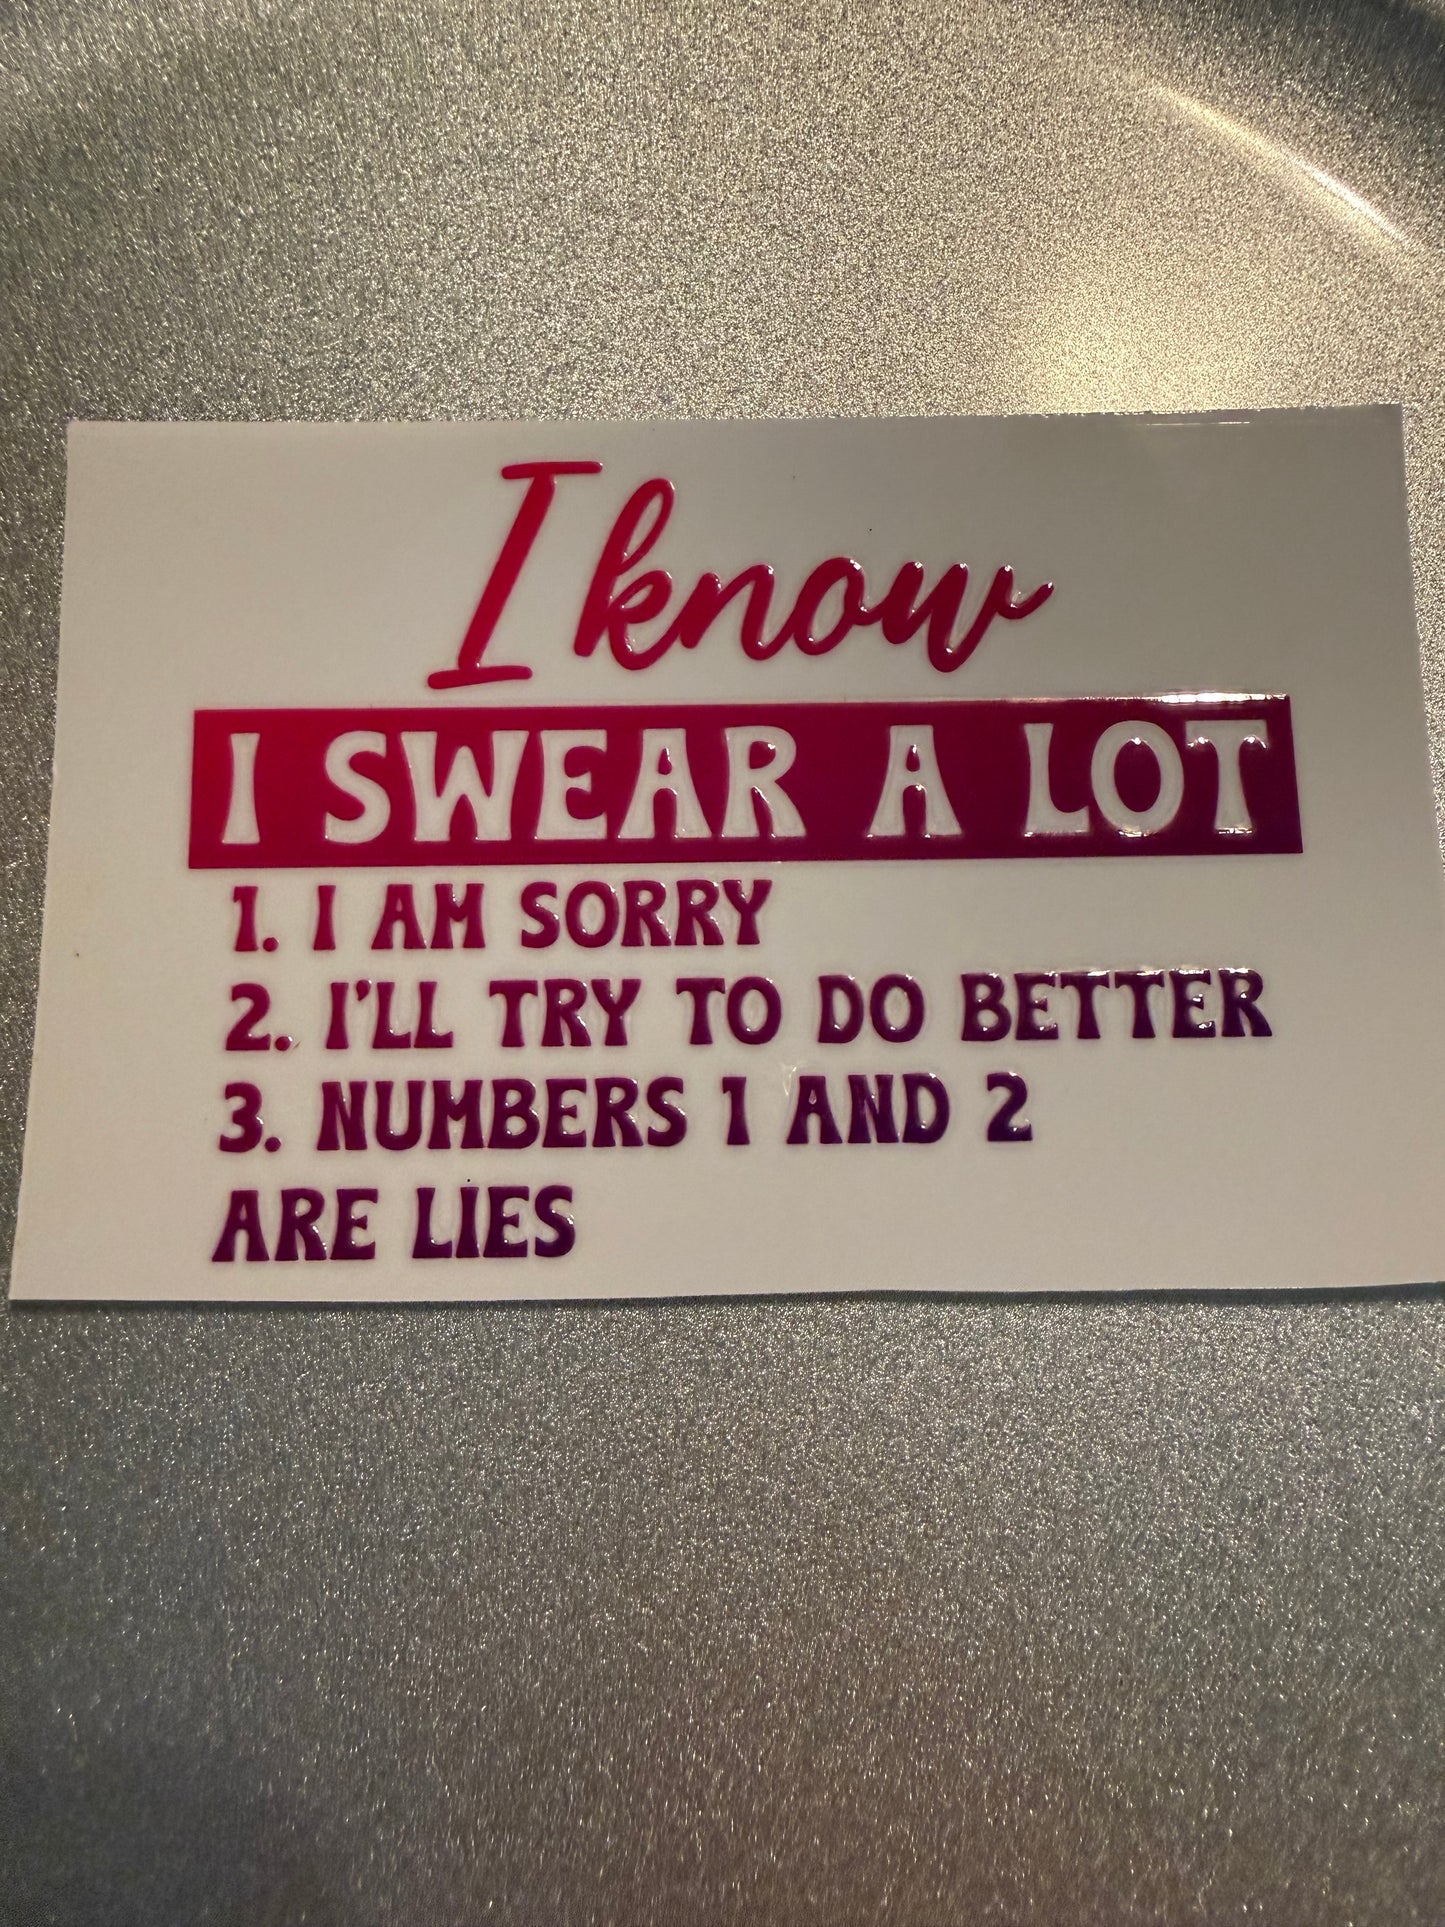 I know
I SWEAR A LOT
1. I AM SORRY
2. I'LL TRY TO DO BETTER
3. NUMBERS 1 AND 2
ARE LIES